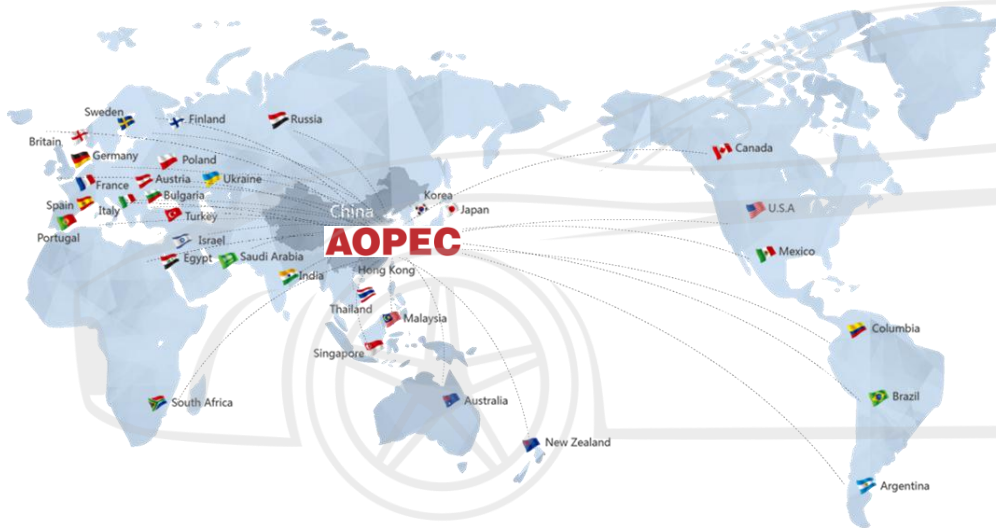 Sweden
Finland
Russia
Britain
Germany
Poland
Canada
France
Austria
Ukraine
Spain
Italy
Bulgaria
Korea
Japan
U.S.A
China
Turkey
Portugal
Israel
AOPEC
Mexico
Egypt
Saudi Arabia
India
Hong Kong
Thailand
Malaysia
Columbia
Singapore
South Africa
Australia
Brazil
New Zealand
Argentina